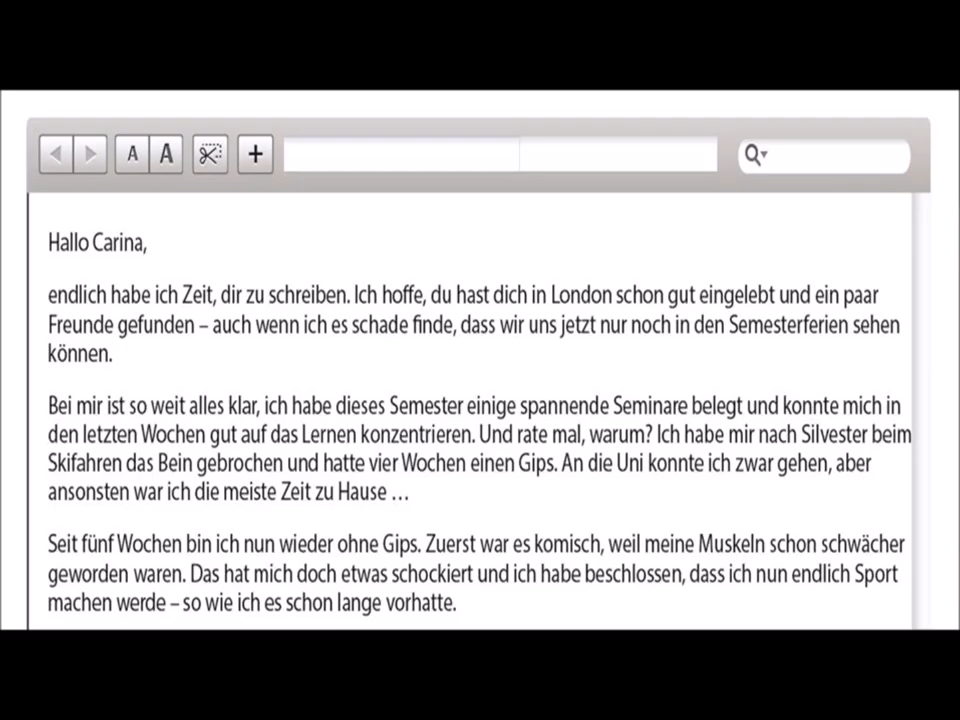 A A +
Hallo Carina,
endlich habe ich Zeit, dir zu schreiben. Ich hoffe, du hast dich in London schon gut eingelebt und ein paar
Freunde gefunden – auch wenn ich es schade finde, dass wir uns jetzt nur noch in den Semesterferien sehen
können.
Bei mir ist so weit alles klar, ich habe dieses Semester einige spannende Seminare belegt und konnte mich in
den letzten Wochen gut auf das Lernen konzentrieren. Und rate mal, warum? Ich habe mir nach Silvester beim
Skifahren das Bein gebrochen und hatte vier Wochen einen Gips. An die Uni konnte ich zwar gehen, aber
ansonsten war ich die meiste Zeit zu Hause …
Seit fünf Wochen bin ich nun wieder ohne Gips. Zuerst war es komisch, weil meine Muskeln schon schwächer
geworden waren. Das hat mich doch etwas schockiert und ich habe beschlossen, dass ich nun endlich Sport
machen werde – so wie ich es schon lange vorhatte.